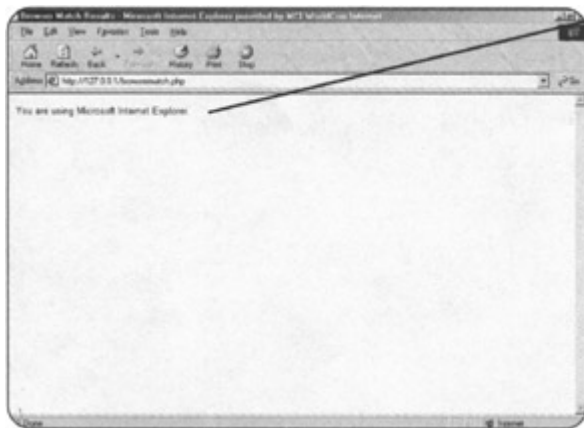 Browser Match Results - Microsoft Internet Explorer provided by MCI WorldCom Internet
File Edit View Favorites Tools Help
Home Refresh Back Forward History Print Stop
Address http://127.0.0.1/browsermatch.php Go
You are using Microsoft Internet Explorer
Done Internet